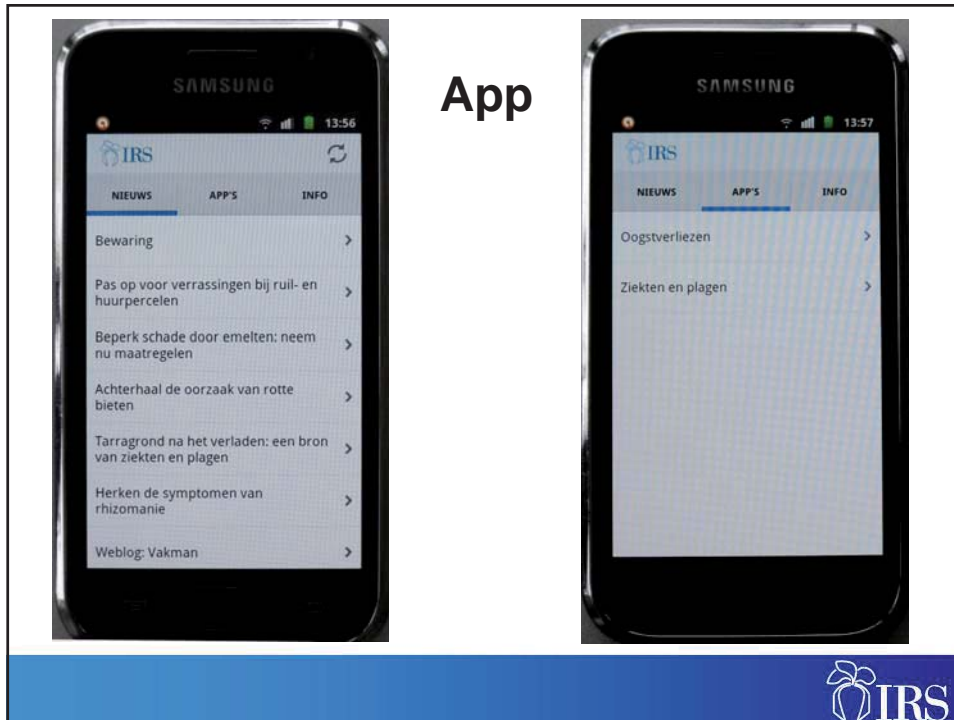 App
SAMSUNG
13:56
IRS
NIEUWS APP'S INFO
Bewaring
Pas op voor verrassingen bij ruil- en
huurpercelen
Beperk schade door emelten: neem
nu maatregelen
Achterhaal de oorzaak van rotte
bieten
Tarragrond na het verladen: een bron
van ziekten en plagen
Herken de symptomen van
rhizomanie
Weblog: Vakman
SAMSUNG
13:57
IRS
NIEUWS APP'S INFO
Oogstverliezen
Ziekten en plagen
IRS